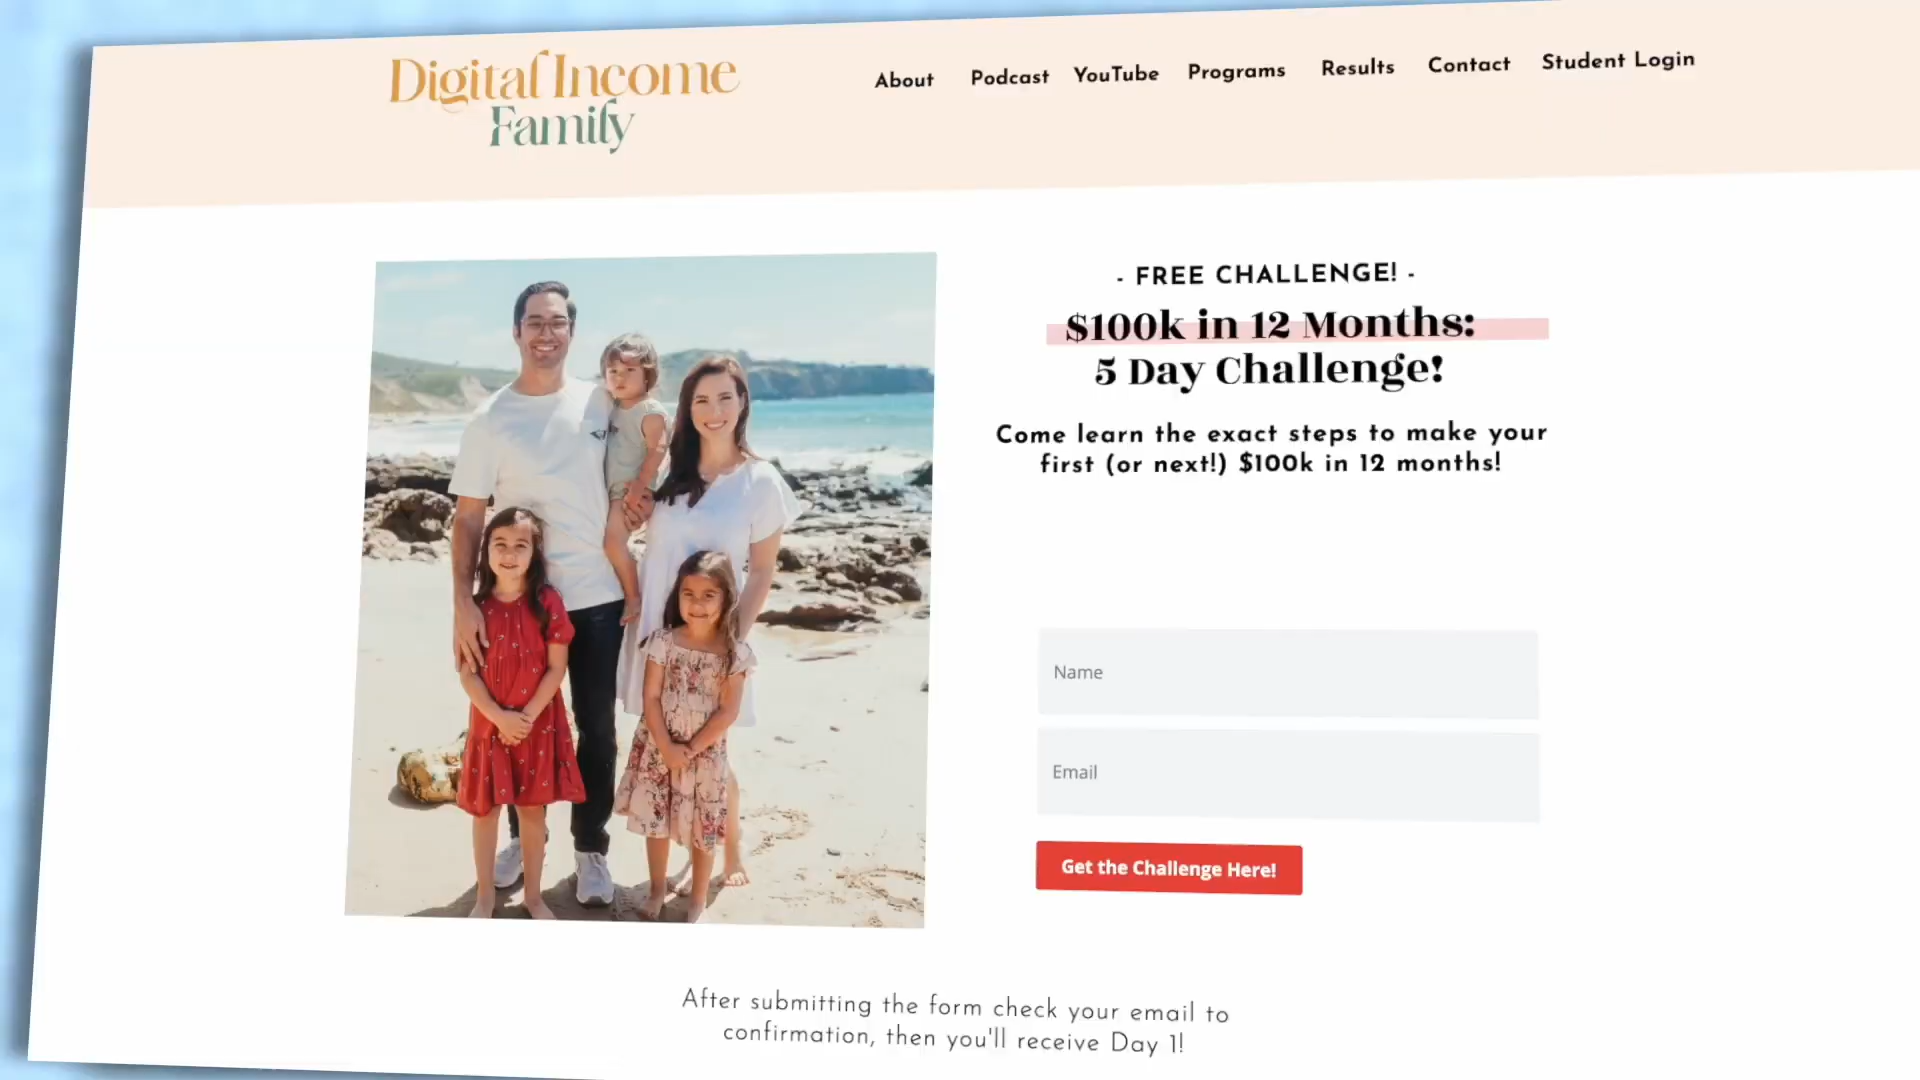 Digital Income
Family
About Podcast YouTube Programs Results Contact Student Login
- FREE CHALLENGE! -
$100k in 12 Months:
5 Day Challenge!
Come learn the exact steps to make your
first (or next!) $100k in 12 months!
Name
Email
Get the Challenge Here!
After submitting the form check your email to
confirmation, then you'll receive Day 1!